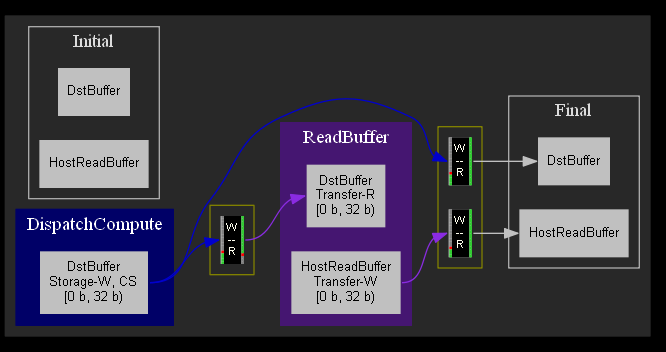 Initial
DstBuffer
HostReadBuffer
DispatchCompute
DstBuffer
Storage-W, CS
[0 b, 32 b)
W
--
R
ReadBuffer
DstBuffer
Transfer-R
[0 b, 32 b)
HostReadBuffer
Transfer-W
[0 b, 32 b)
W
--
R
W
--
R
Final
DstBuffer
HostReadBuffer